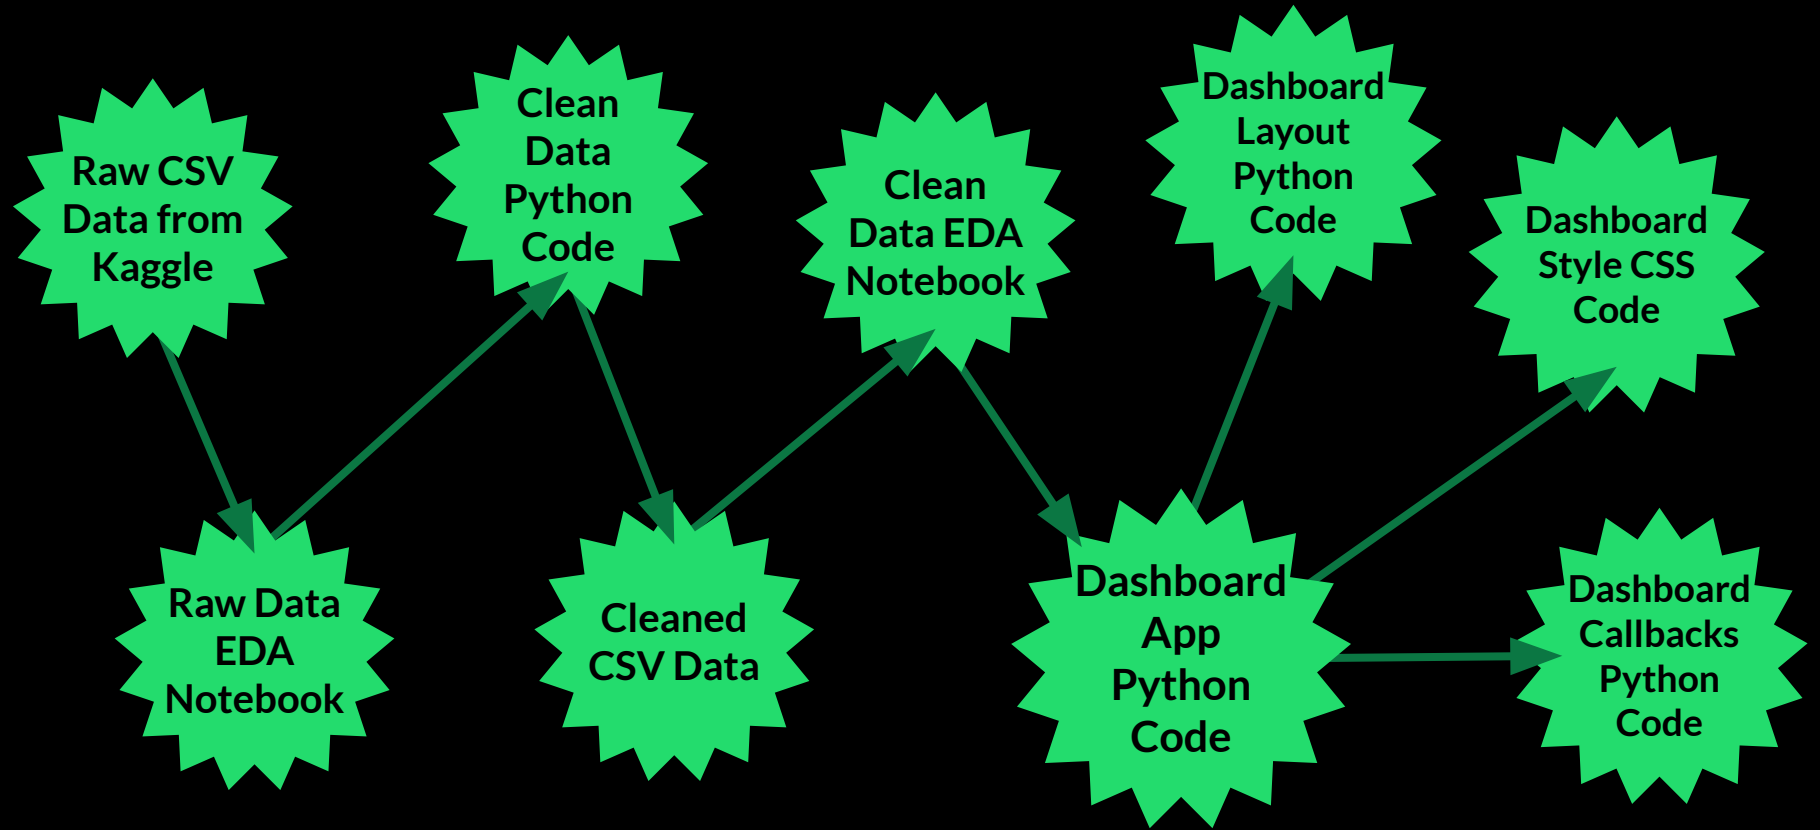 Raw CSV
Data from
Kaggle
Raw Data
EDA
Notebook
Clean
Data
Python
Code
Cleaned
CSV Data
Clean
Data EDA
Notebook
Dashboard
App
Python
Code
Dashboard
Layout
Python
Code
Dashboard
Style CSS
Code
Dashboard
Callbacks
Python
Code